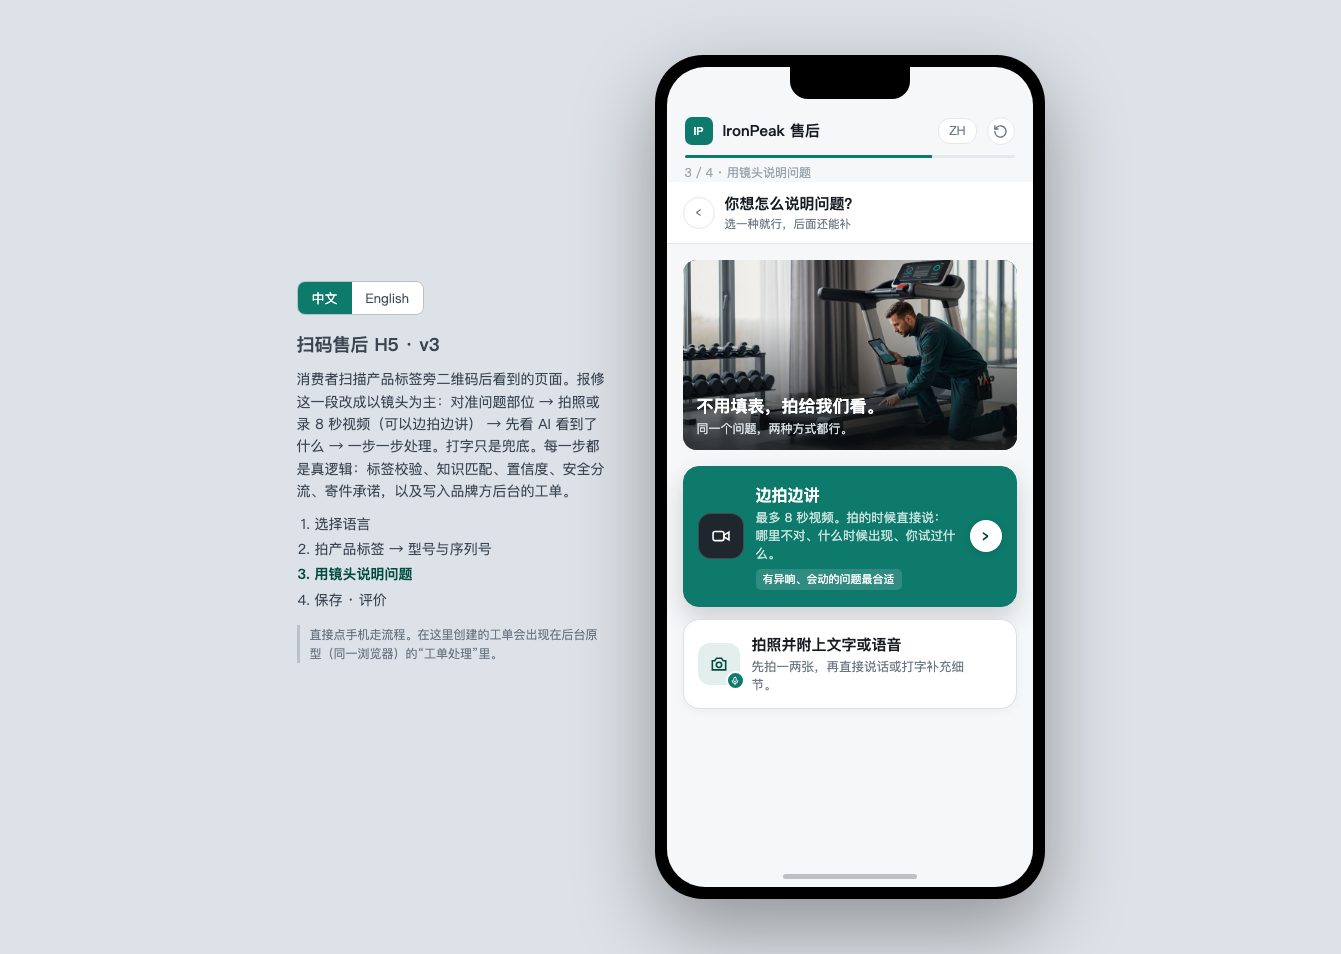 中文
English
扫码售后 H5 · v3
消费者扫描产品标签旁二维码后看到的页面。报修
这一段改成以镜头为主：对准问题部位 → 拍照或
录 8 秒视频（可以边拍边讲） → 先看 AI 看到了
什么 → 一步一步处理。打字只是兜底。每一步都
是真逻辑：标签校验、知识匹配、置信度、安全分
流、寄件承诺，以及写入品牌方后台的工单。
1. 选择语言
2. 拍产品标签 → 型号与序列号
3. 用镜头说明问题
4. 保存 · 评价
直接点手机走流程。在这里创建的工单会出现在后台原
型（同一浏览器）的“工单处理”里。
IP
IronPeak 售后
ZH
3 / 4 · 用镜头说明问题
你想怎么说明问题？
选一种就行，后面还能补
不用填表，拍给我们看。
同一个问题，两种方式都行。
边拍边讲
最多 8 秒视频。拍的时候直接说：
哪里不对、什么时候出现、你试过什
么。
有异响、会动的问题最合适
拍照并附上文字或语音
先拍一两张，再直接说话或打字补充细
节。